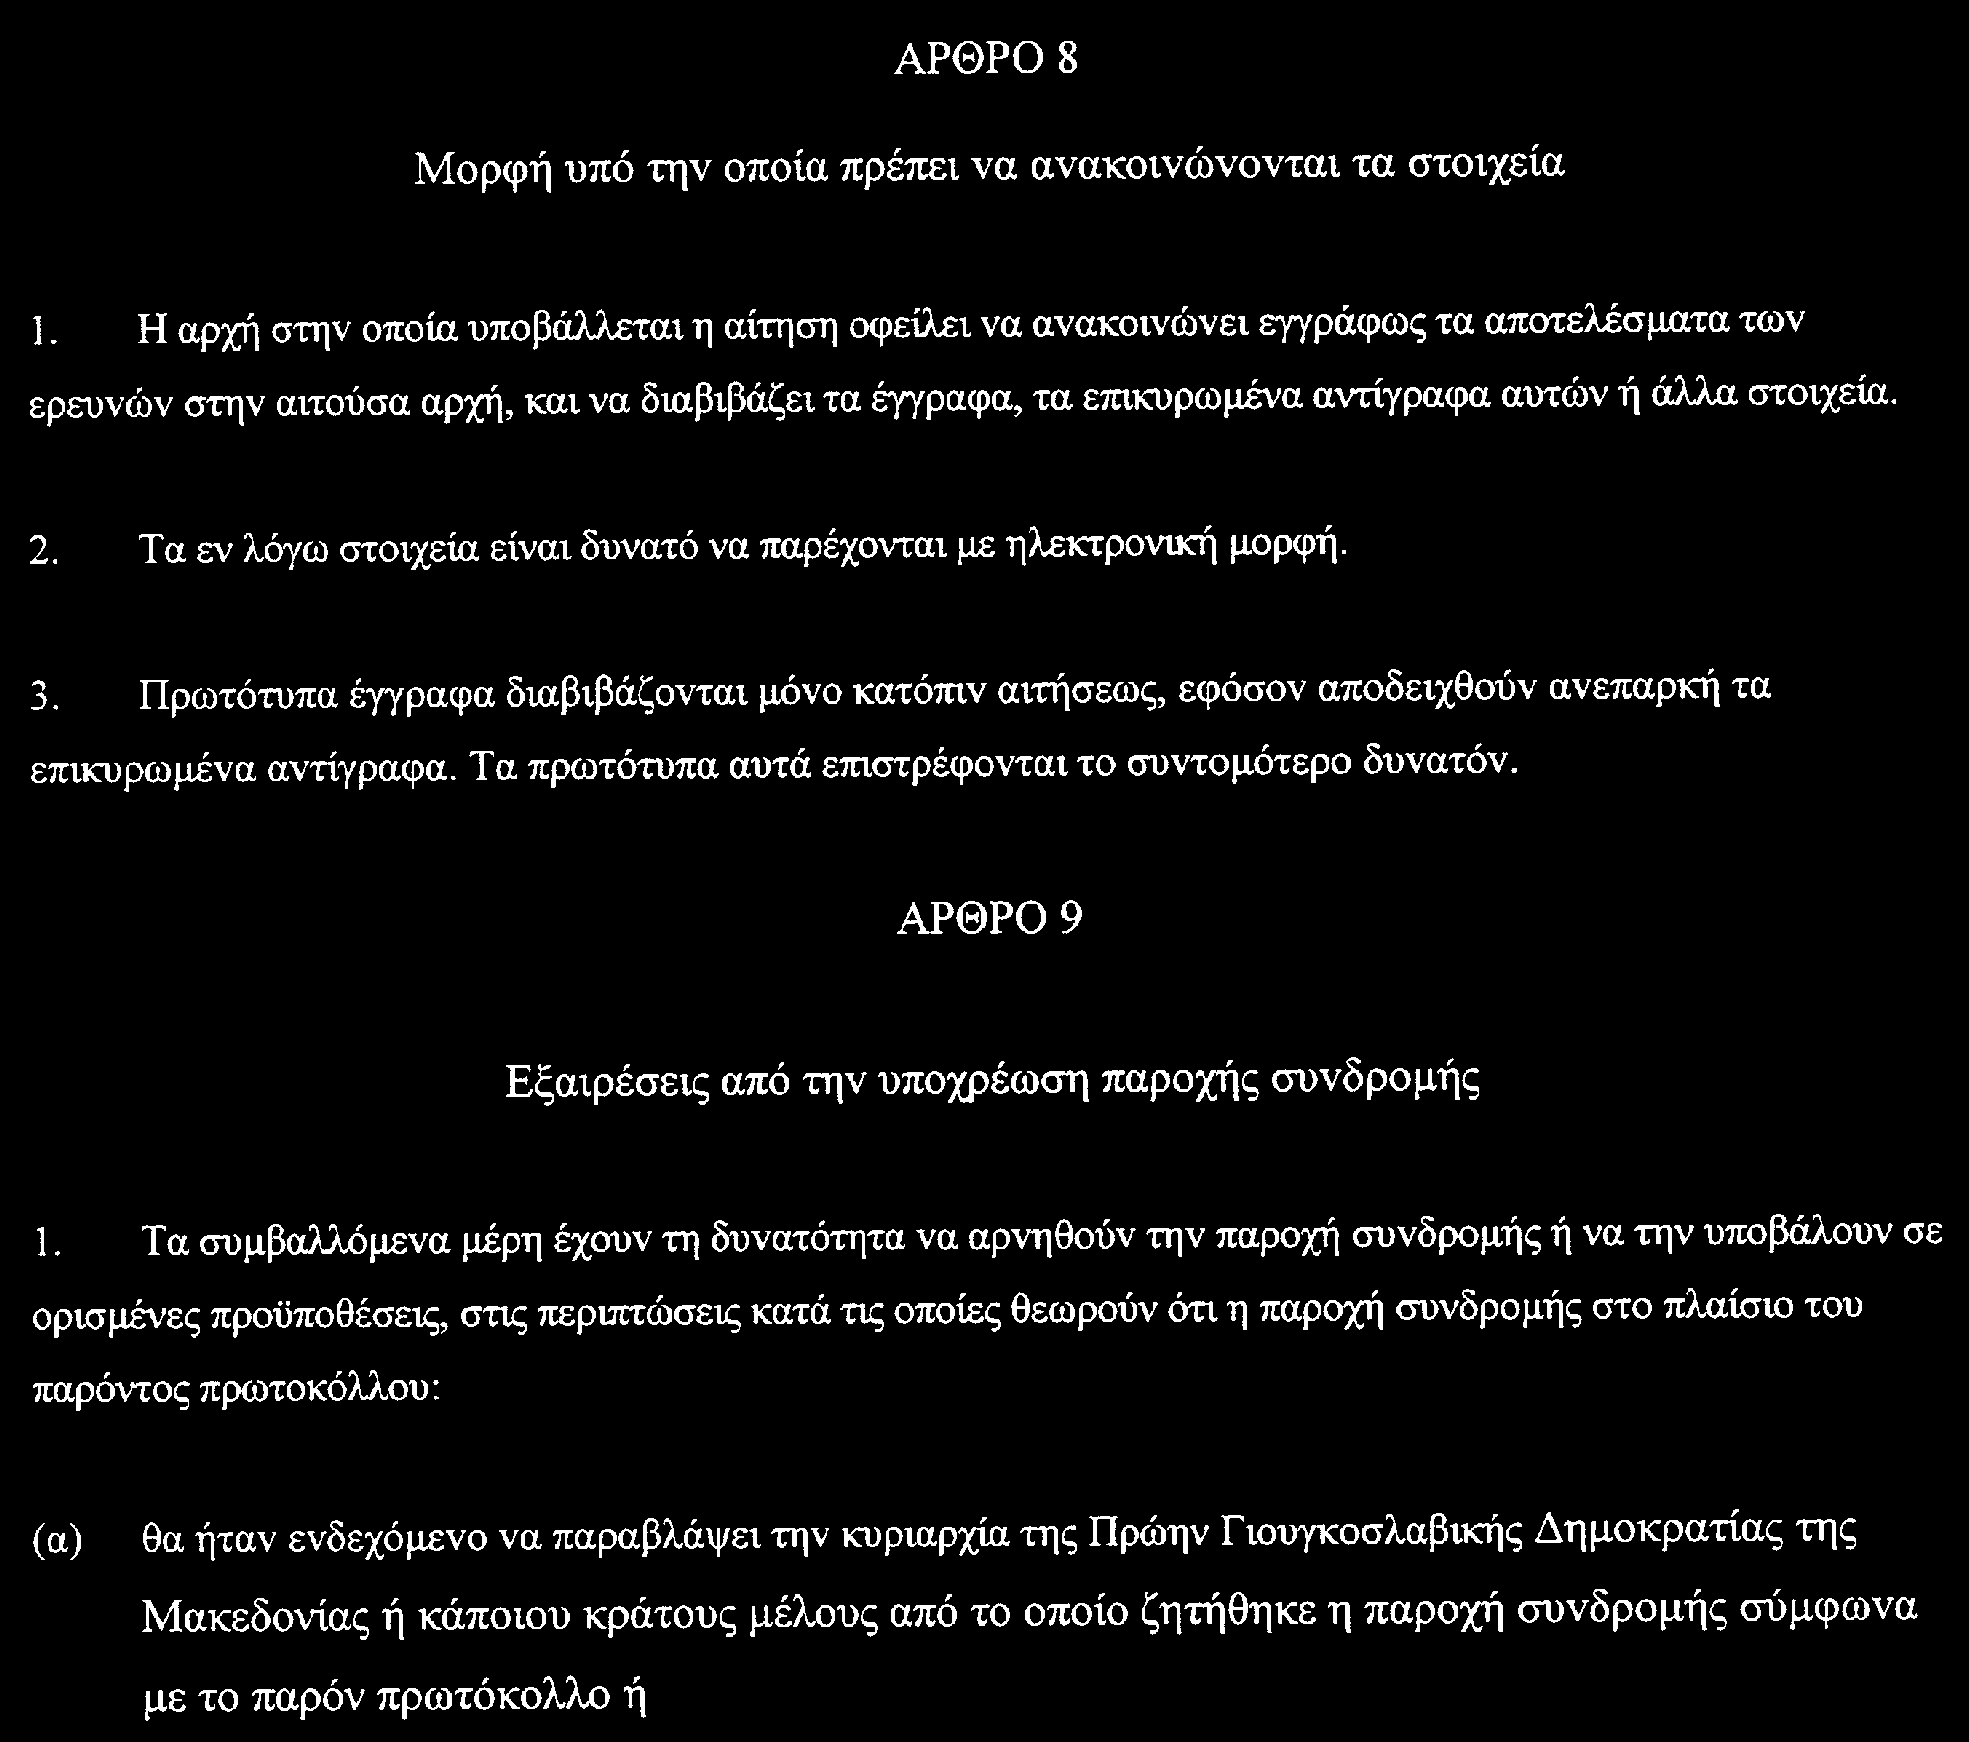 ΑΡΘΡΟ 8
Μορφή υπό την οποία πρέπει να ανακοινώνονται τα στοιχεία
1. Η αρχή στην οποία υποβάλλεται η αίτηση οφείλει να ανακοινώνει εγγράφως τα αποτελέσματα των
ερευνών στην αιτούσα αρχή, και να διαβιβάζει τα έγγραφα, τα επικυρωμένα αντίγραφα αυτών ή άλλα στοιχεία.
2. Τα εν λόγω στοιχεία είναι δυνατό να παρέχονται με ηλεκτρονική μορφή.
3. Πρωτότυπα έγγραφα διαβιβάζονται μόνο κατόπιν αιτήσεως, εφόσον αποδειχθούν ανεπαρκή τα
επικυρωμένα αντίγραφα. Τα πρωτότυπα αυτά επιστρέφονται το συντομότερο δυνατόν.
ΑΡΘΡΟ 9
Εξαιρέσεις από την υποχρέωση παροχής συνδρομής
1. Τα συμβαλλόμενα μέρη έχουν τη δυνατότητα να αρνηθούν την παροχή συνδρομής ή να την υποβάλουν σε
ορισμένες προϋποθέσεις, στις περιπτώσεις κατά τις οποίες θεωρούν ότι η παροχή συνδρομής στο πλαίσιο του
παρόντος πρωτοκόλλου:
(α) θα ήταν ενδεχόμενο να παραβλάψει την κυριαρχία της Πρώην Γιουγκοσλαβικής Δημοκρατίας της
Μακεδονίας ή κάποιου κράτους μέλους από το οποίο ζητήθηκε η παροχή συνδρομής σύμφωνα
με το παρόν πρωτόκολλο ή